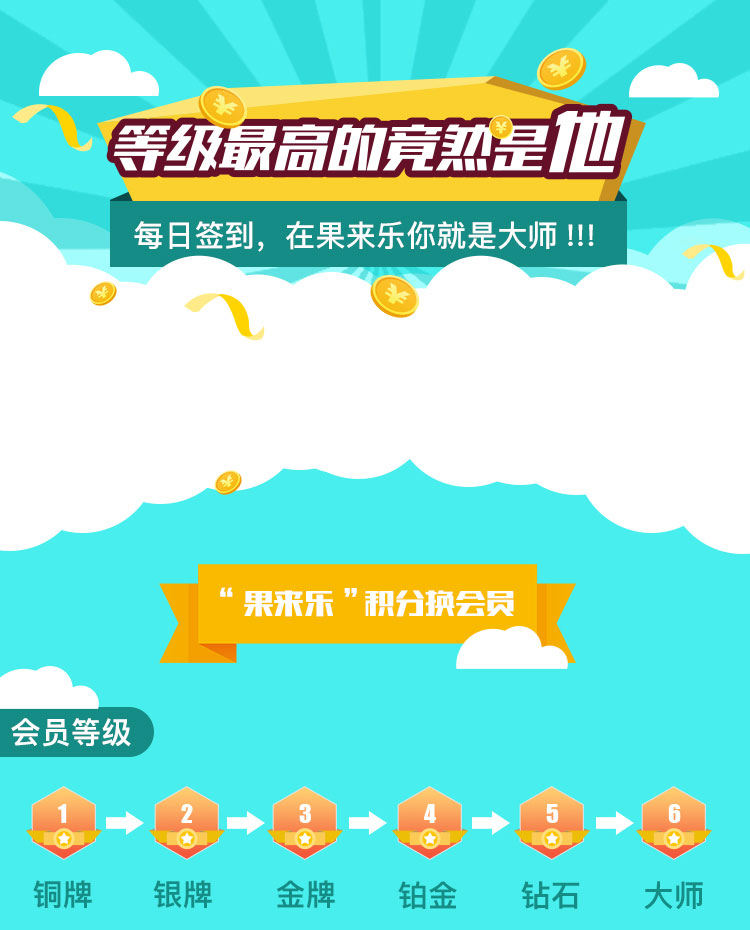 等级最高的竟然是他
每日签到，在果来乐你就是大师 !!!
“果来乐”积分换会员
会员等级
1 2 3 4 5 6
铜牌 银牌 金牌 铂金 钻石 大师